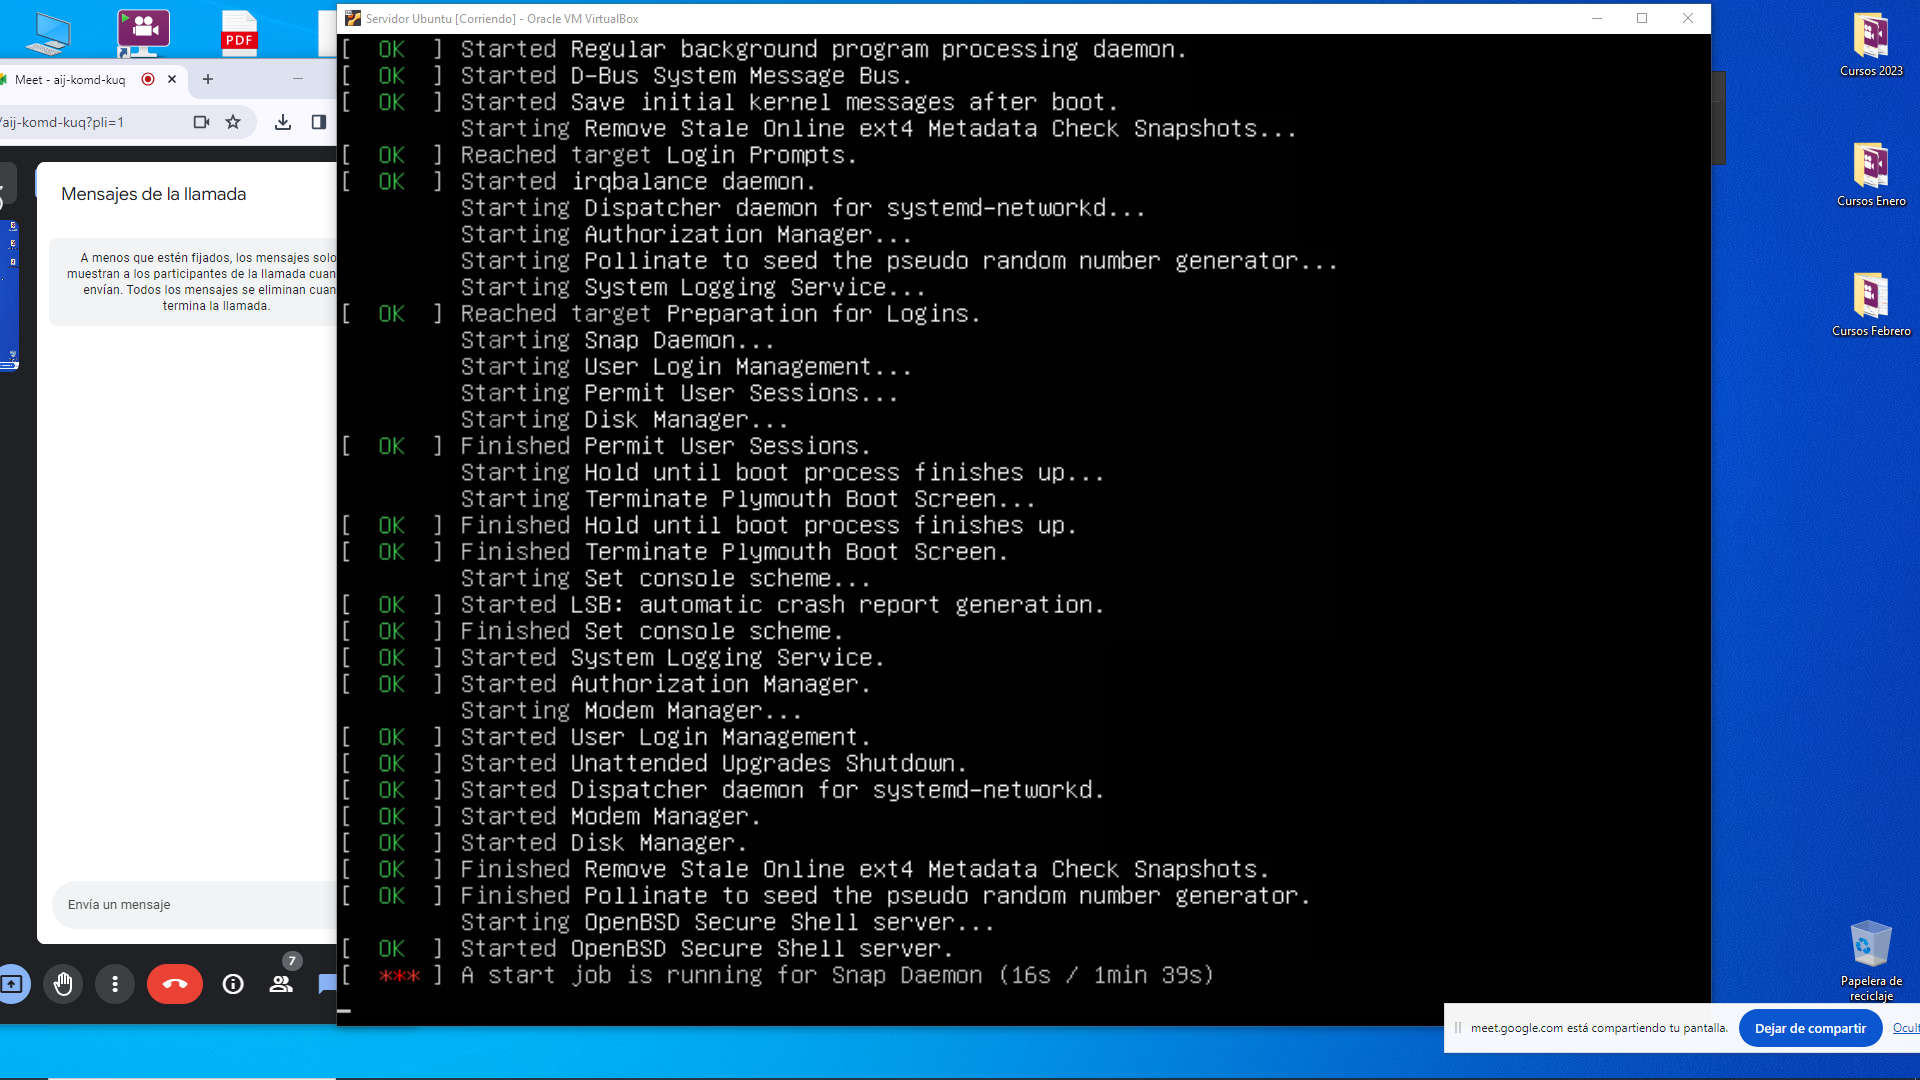 Servidor Ubuntu [Corriendo] - Oracle VM VirtualBox
[ OK ] Started Regular background program processing daemon.
[ OK ] Started D-Bus System Message Bus.
[ OK ] Started Save initial kernel messages after boot.
Starting Remove Stale Online ext4 Metadata Check Snapshots...
[ OK ] Reached target Login Prompts.
[ OK ] Started irqbalance daemon.
Starting Dispatcher daemon for systemd-networkd...
Starting Authorization Manager...
Starting Pollinate to seed the pseudo random number generator...
Starting System Logging Service...
[ OK ] Reached target Preparation for Logins.
Starting Snap Daemon...
Starting User Login Management...
Starting Permit User Sessions...
Starting Disk Manager...
[ OK ] Finished Permit User Sessions.
Starting Hold until boot process finishes up...
Starting Terminate Plymouth Boot Screen...
[ OK ] Finished Hold until boot process finishes up.
[ OK ] Finished Terminate Plymouth Boot Screen.
Starting Set console scheme...
[ OK ] Started LSB: automatic crash report generation.
[ OK ] Finished Set console scheme.
[ OK ] Started System Logging Service.
[ OK ] Started Authorization Manager.
Starting Modem Manager...
[ OK ] Started User Login Management.
[ OK ] Started Unattended Upgrades Shutdown.
[ OK ] Started Dispatcher daemon for systemd-networkd.
[ OK ] Started Modem Manager.
[ OK ] Started Disk Manager.
[ OK ] Finished Remove Stale Online ext4 Metadata Check Snapshots.
[ OK ] Finished Pollinate to seed the pseudo random number generator.
Starting OpenBSD Secure Shell server...
[ OK ] Started OpenBSD Secure Shell server.
[ *** ] A start job is running for Snap Daemon (16s / 1min 39s)
PDF
Meet - aij-komd-kuq
/aij-komd-kuq?pli=1
Mensajes de la llamada
A menos que estén fijados, los mensajes solo
muestran a los participantes de la llamada cuan
envían. Todos los mensajes se eliminan cuan
termina la llamada.
Envía un mensaje
7
Cursos 2023
Cursos Enero
Cursos Febrero
Papelera de
reciclaje
meet.google.com está compartiendo tu pantalla.
Dejar de compartir
Ocult